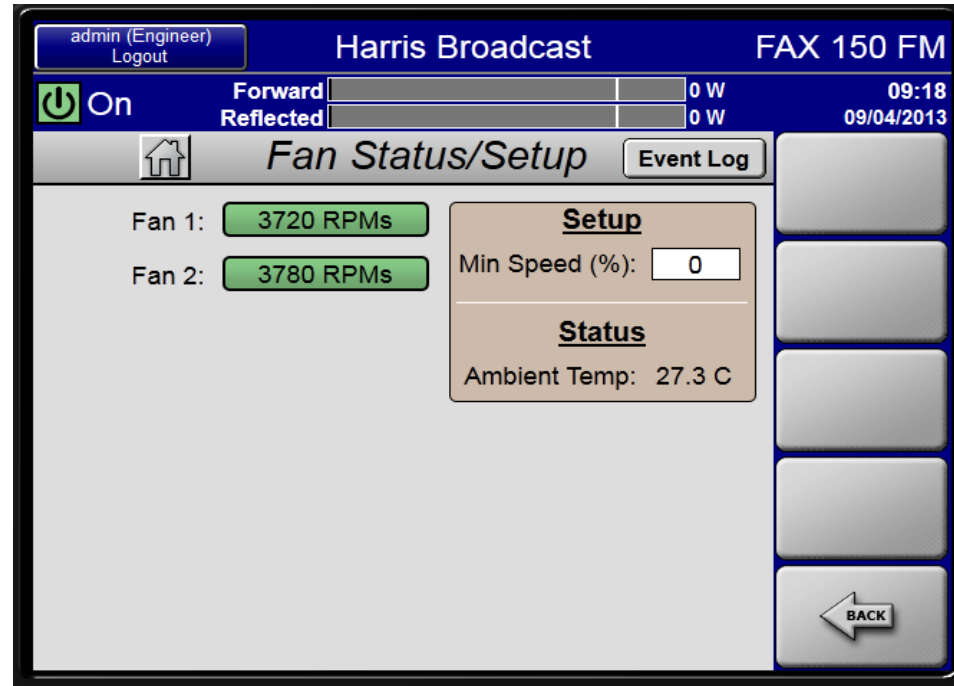 admin (Engineer)
Logout
Harris Broadcast
FAX 150 FM
On
Forward 0 W
Reflected 0 W
09:18
09/04/2013
Fan Status/Setup
Event Log
Fan 1: 3720 RPMs
Fan 2: 3780 RPMs
Setup
Min Speed (%): 0
Status
Ambient Temp: 27.3 C
BACK